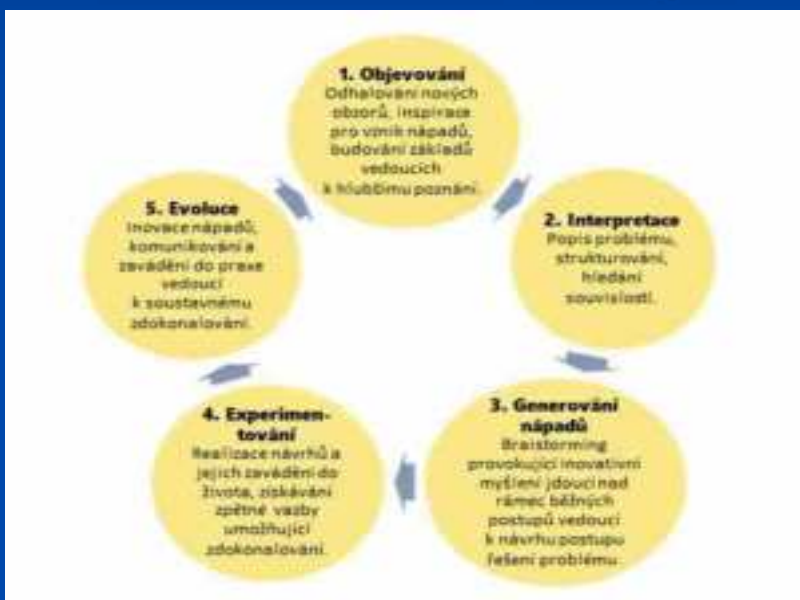 1. Objevování
Odhalování nových
obzorů, inspirace
pro vznik nápadů,
budování základů
vedoucích
k hlubšímu poznání.
2. Interpretace
Popis problému,
strukturování,
hledání
souvislostí.
3. Generování
nápadů
Braistorming
provokující inovativní
myšlení jdoucí nad
rámec běžných
postupů vedoucí
k návrhu postupu
řešení problému
4. Experimen-
tování
Realizace návrhů a
jejich zavádění do
života, získávání
zpětné vazby
umožňující
zdokonalování.
5. Evoluce
Inovace nápadů,
komunikování a
zavádění do praxe
vedoucí
k soustavnému
zdokonalování.